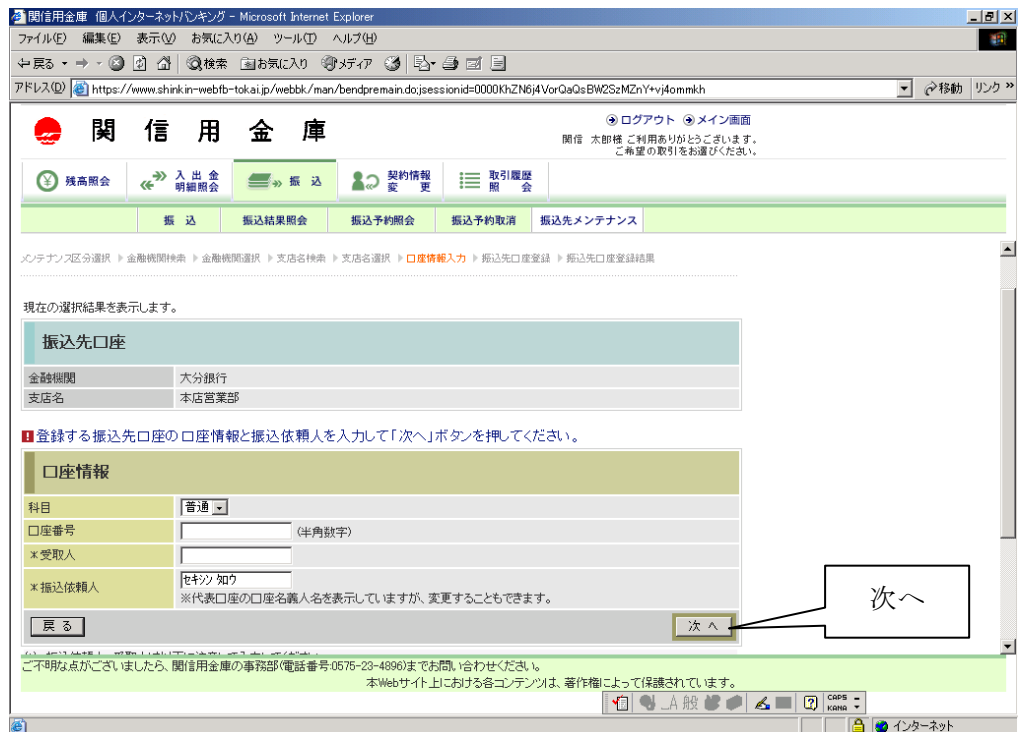 関信用金庫 個人インターネットバンキング - Microsoft Internet Explorer
ファイル(F) 編集(E) 表示(V) お気に入り(A) ツール(T) ヘルプ(H)
戻る 検索 お気に入り メディア
アドレス(D) https://www.shinkin-webfb-tokai.jp/webbk/man/bendpremain.do;jsessionid=0000KhZN6j4VorQaQsBW2SzMZnY+vj4ommkh 移動 リンク »
関 信 用 金 庫
ログアウト メイン画面
関信 太郎様 ご利用ありがとうございます。
ご希望の取引をお選びください。
残高照会 入出金明細照会 振込 契約情報変更 取引履歴照会
振 込 振込結果照会 振込予約照会 振込予約取消 振込先メンテナンス
メンテナンス区分選択 金融機関検索 金融機関選択 支店名検索 支店名選択 口座情報入力 振込先口座登録 振込先口座登録結果
現在の選択結果を表示します。
振込先口座
金融機関 大分銀行
支店名 本店営業部
登録する振込先口座の口座情報と振込依頼人を入力して「次へ」ボタンを押してください。
口座情報
科目 普通
口座番号 (半角数字)
＊受取人
＊振込依頼人 ｾｷｼﾝ ﾀﾛｳ
※代表口座の口座名義人名を表示していますが、変更することもできます。
戻 る 次 へ
次へ
ご不明な点がございましたら、関信用金庫の事務部(電話番号:0575-23-4896)までお問い合わせください。
本Webサイト上における各コンテンツは、著作権によって保護されています。
A 般 CAPS KANA
インターネット